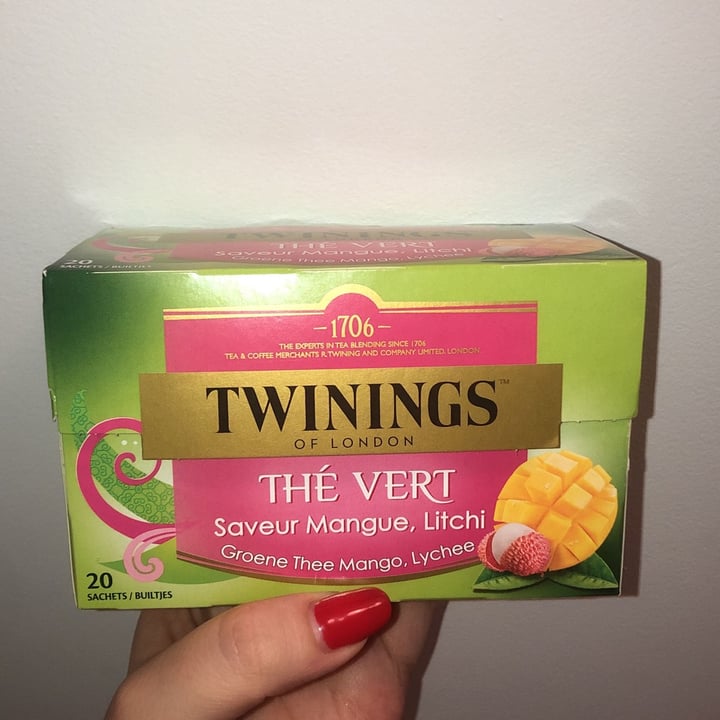 TWININGS
THÉ VERT
Saveur Mangue, Litchi
Groene Thee Mango, Lychee
20
SACHETS / BUILTJES
–1706–
THE EXPERTS IN TEA BLENDING SINCE 1706
TEA & COFFEE MERCHANTS R.TWINING AND COMPANY LIMITED, LONDON
TWININGS™
OF LONDON
THÉ VERT
Saveur Mangue, Litchi
Groene Thee Mango, Lychee
20
SACHETS / BUILTJES